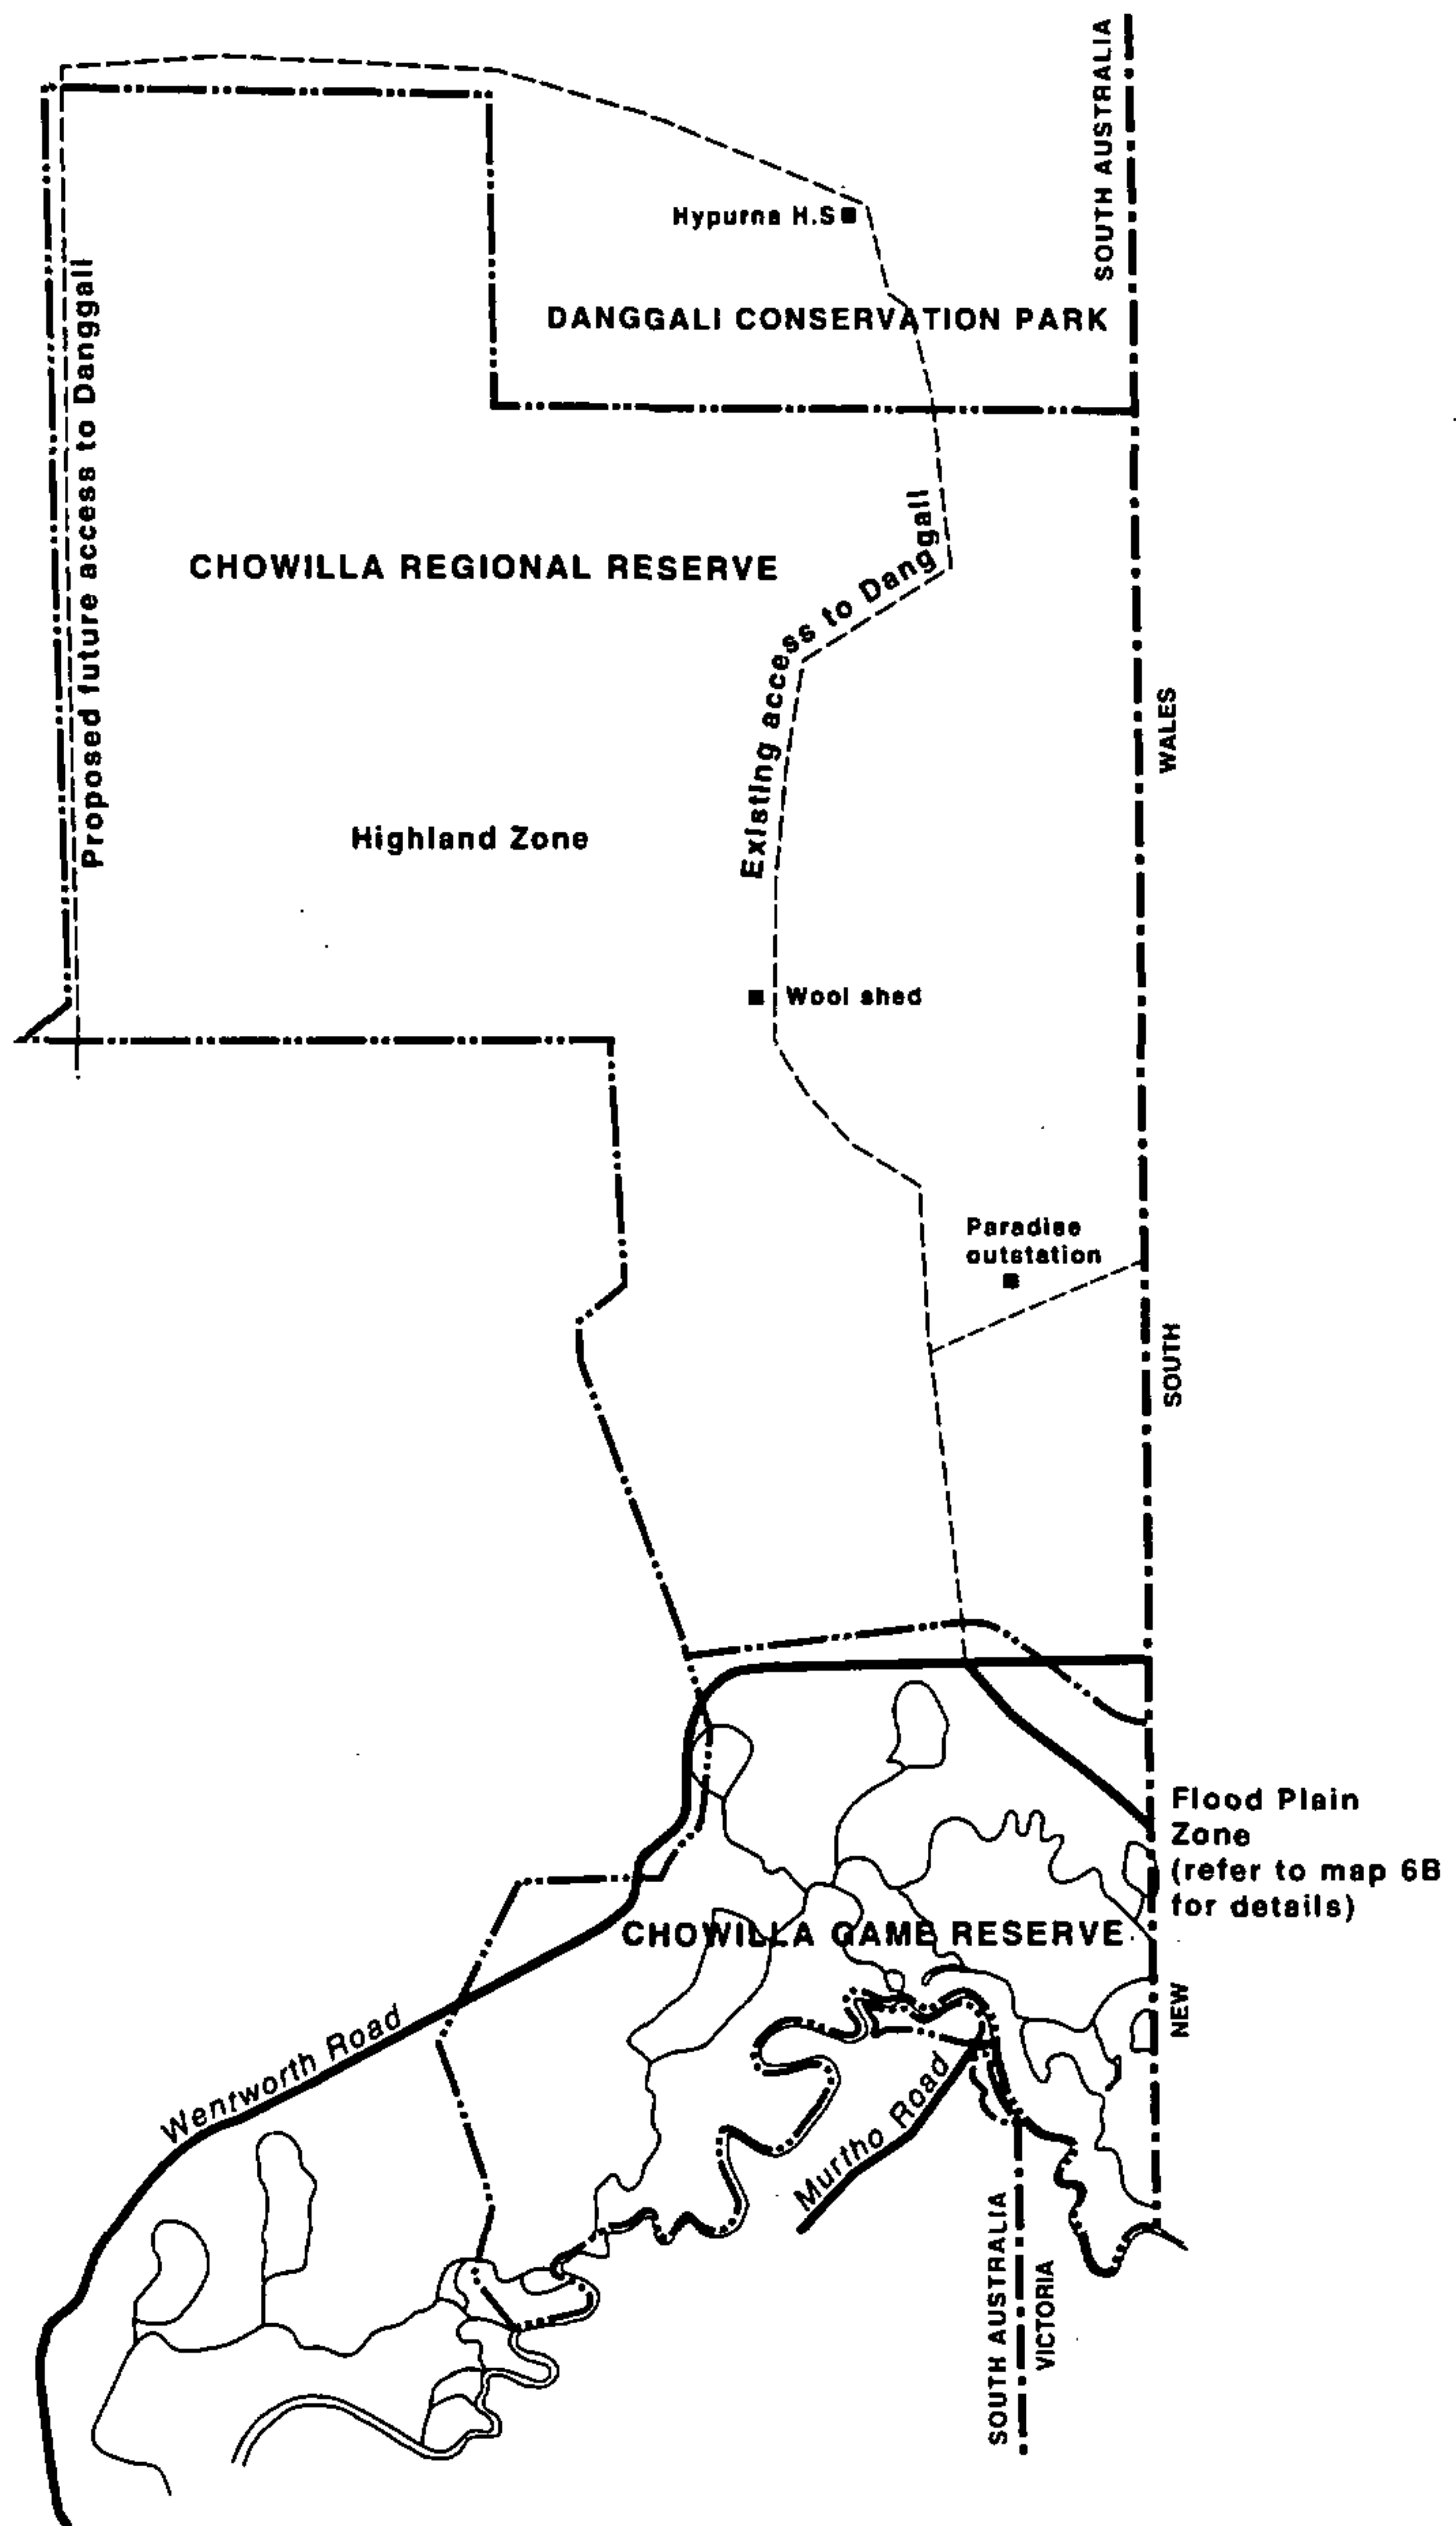 SOUTH AUSTRALIA
Hypurna H.S
DANGGALI CONSERVATION PARK
Proposed future access to Danggali
CHOWILLA REGIONAL RESERVE
Existing access to Danggali
WALES
Highland Zone
Wool shed
Paradise
outstation
SOUTH
Flood Plain
Zone
(refer to map 6B
for details)
CHOWILLA GAME RESERVE
NEW
Wentworth Road
Murtho Road
SOUTH AUSTRALIA
VICTORIA